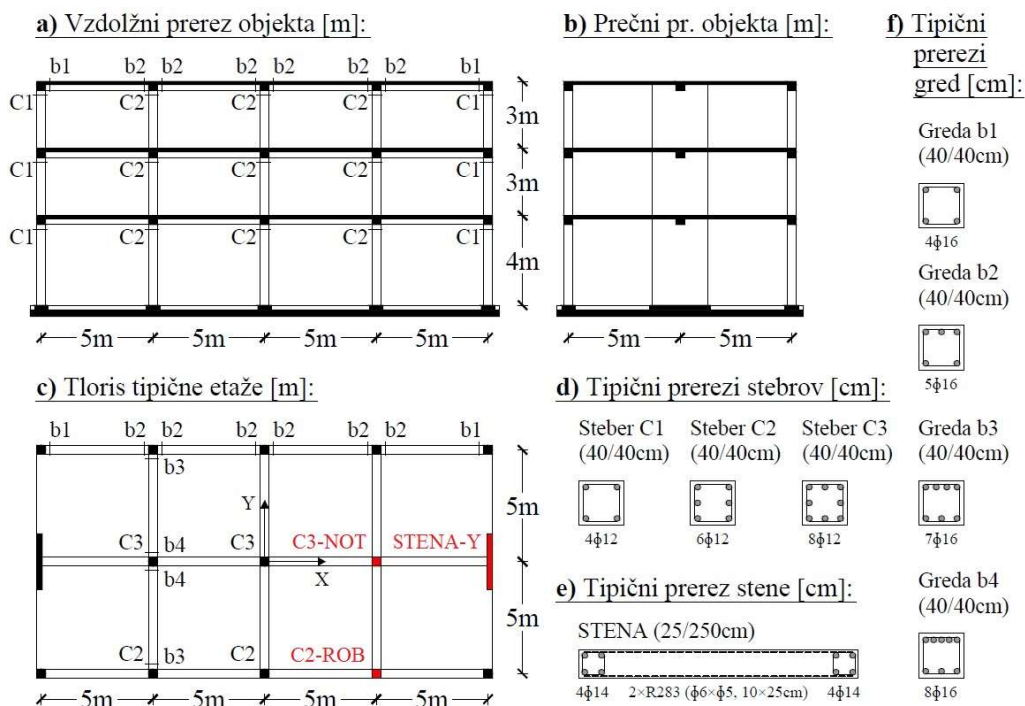 a) Vzdolžni prerez objekta [m]:
b1 b2 b2 b2 b2 b2 b2 b1
C1 C2 C2 C2 C1
3m
C1 C2 C2 C2 C1
3m
C1 C2 C2 C2 C1
4m
5m 5m 5m 5m
b) Prečni pr. objekta [m]:
5m 5m
c) Tloris tipične etaže [m]:
b1 b2 b2 b2 b2 b2 b2 b1
b3
5m
Y
C3 b4 C3 C3-NOT STENA-Y
X
b4
5m
C2 b3 C2 C2-ROB
5m 5m 5m 5m
d) Tipični prerezi stebrov [cm]:
Steber C1 Steber C2 Steber C3
(40/40cm) (40/40cm) (40/40cm)
4ϕ12 6ϕ12 8ϕ12
e) Tipični prerez stene [cm]:
STENA (25/250cm)
4ϕ14 2×R283 (ϕ6×ϕ5, 10×25cm) 4ϕ14
f) Tipični
prerezi
gred [cm]:
Greda b1
(40/40cm)
4ϕ16
Greda b2
(40/40cm)
5ϕ16
Greda b3
(40/40cm)
7ϕ16
Greda b4
(40/40cm)
8ϕ16